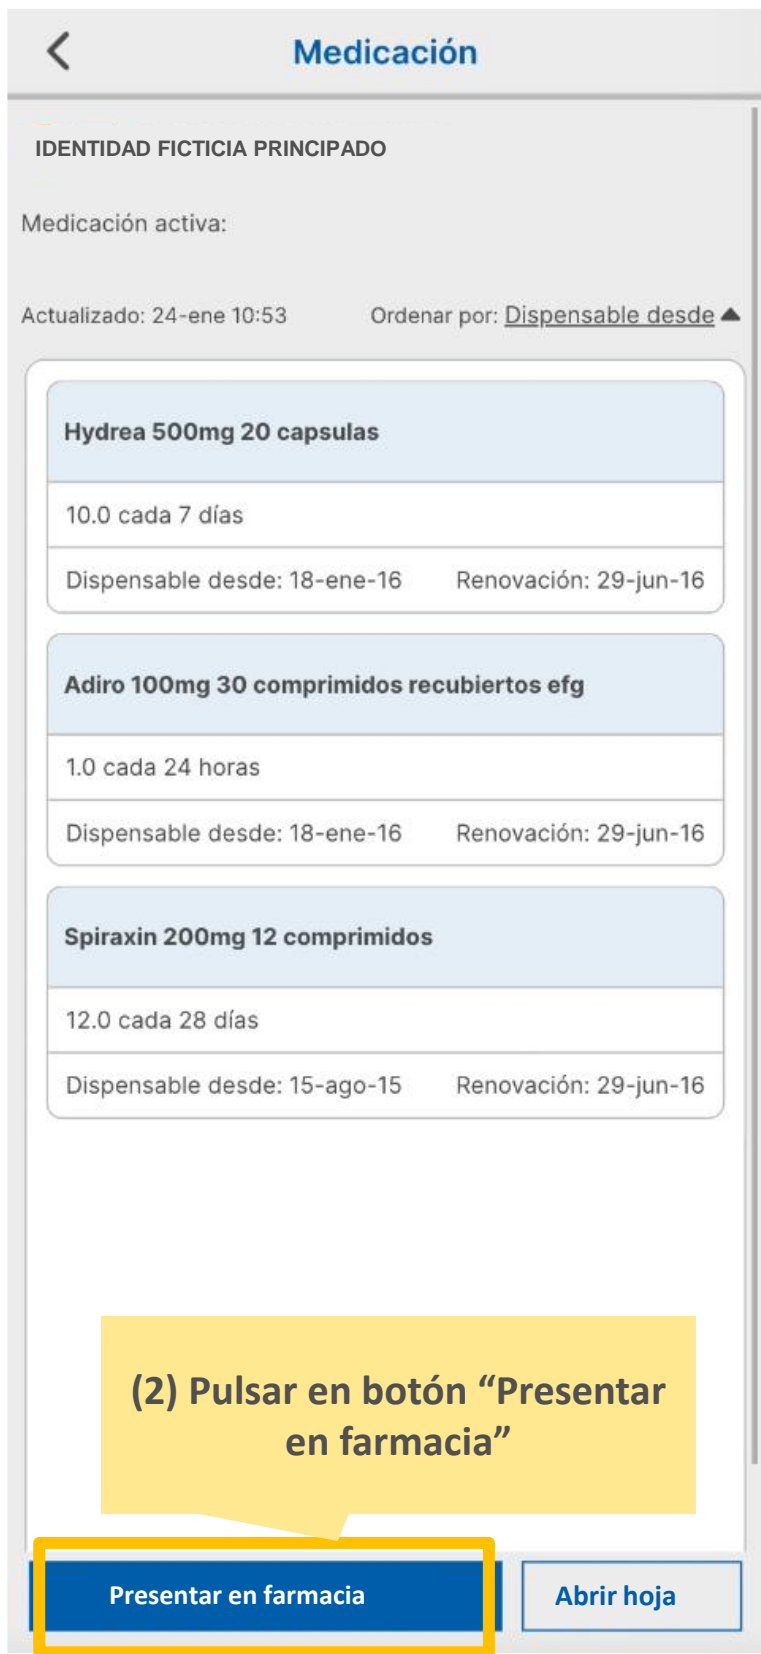 Medicación
IDENTIDAD FICTICIA PRINCIPADO
Medicación activa:
Actualizado: 24-ene 10:53 Ordenar por: Dispensable desde
Hydrea 500mg 20 capsulas
10.0 cada 7 días
Dispensable desde: 18-ene-16 Renovación: 29-jun-16
Adiro 100mg 30 comprimidos recubiertos efg
1.0 cada 24 horas
Dispensable desde: 18-ene-16 Renovación: 29-jun-16
Spiraxin 200mg 12 comprimidos
12.0 cada 28 días
Dispensable desde: 15-ago-15 Renovación: 29-jun-16
(2) Pulsar en botón “Presentar
en farmacia”
Presentar en farmacia Abrir hoja